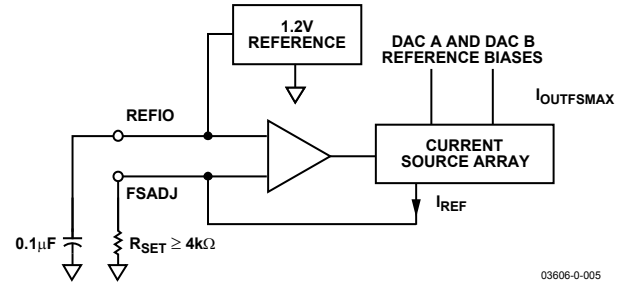 1.2V
REFERENCE
DAC A AND DAC B
REFERENCE BIASES
IOUTFSMAX
REFIO
CURRENT
SOURCE ARRAY
FSADJ
IREF
0.1μF
RSET ≥ 4kΩ
03606-0-005